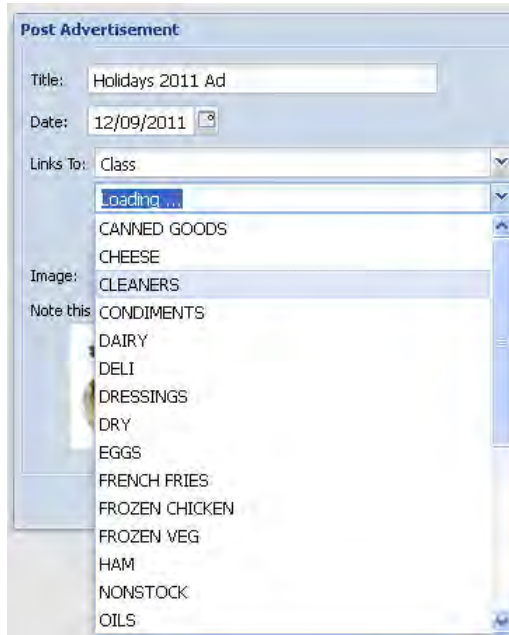 Post Advertisement
Title: Holidays 2011 Ad
Date: 12/09/2011
Links To: Class
Loading ...
CANNED GOODS
CHEESE
Image:
CLEANERS
Note this
CONDIMENTS
DAIRY
DELI
DRESSINGS
DRY
EGGS
FRENCH FRIES
FROZEN CHICKEN
FROZEN VEG
HAM
NONSTOCK
OILS